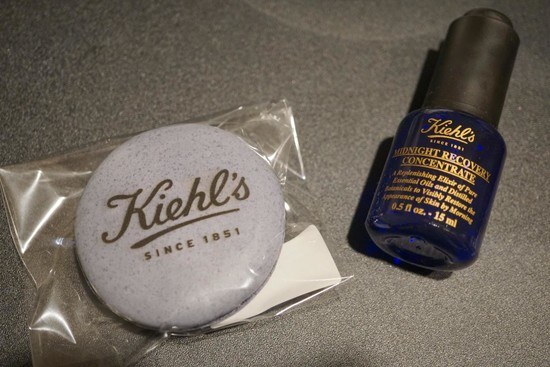 Kiehl's
SINCE 1851
Kiehl's
SINCE 1851
MIDNIGHT RECOVERY
CONCENTRATE
A Replenishing Elixir of Pure
Essential Oils and Distilled
Botanicals to Visibly Restore the
Appearance of Skin by Morning
0.5 fl oz. - 15 ml